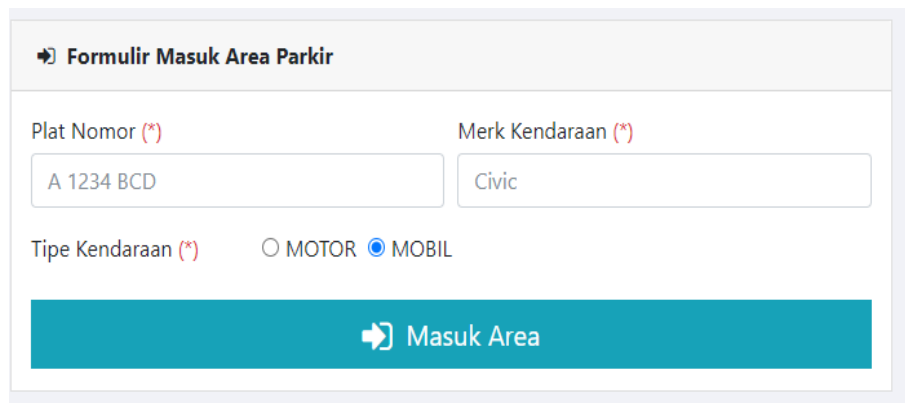 Formulir Masuk Area Parkir
Plat Nomor (*) Merk Kendaraan (*)
A 1234 BCD Civic
Tipe Kendaraan (*) MOTOR MOBIL
Masuk Area